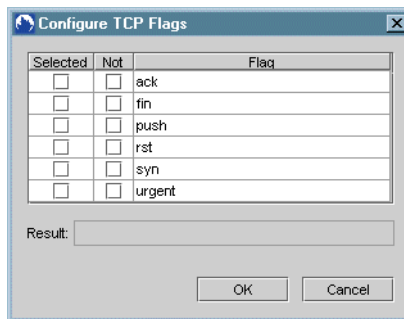 Configure TCP Flags
Selected Not Flag
ack
fin
push
rst
syn
urgent
Result:
OK Cancel